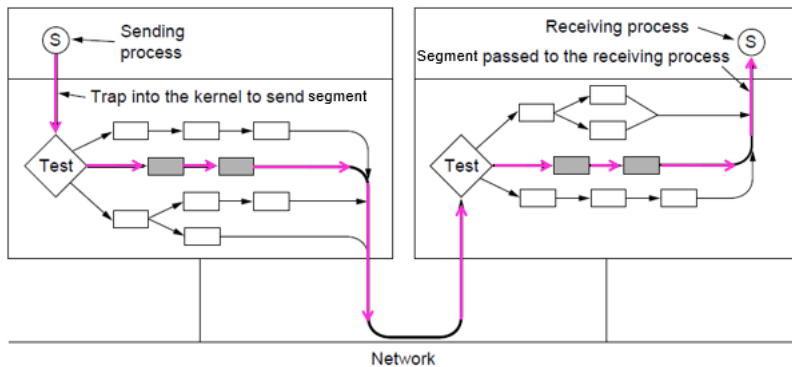 S
Sending
process
Trap into the kernel to send segment
Test
Receiving process
S
Segment passed to the receiving process
Test
Network